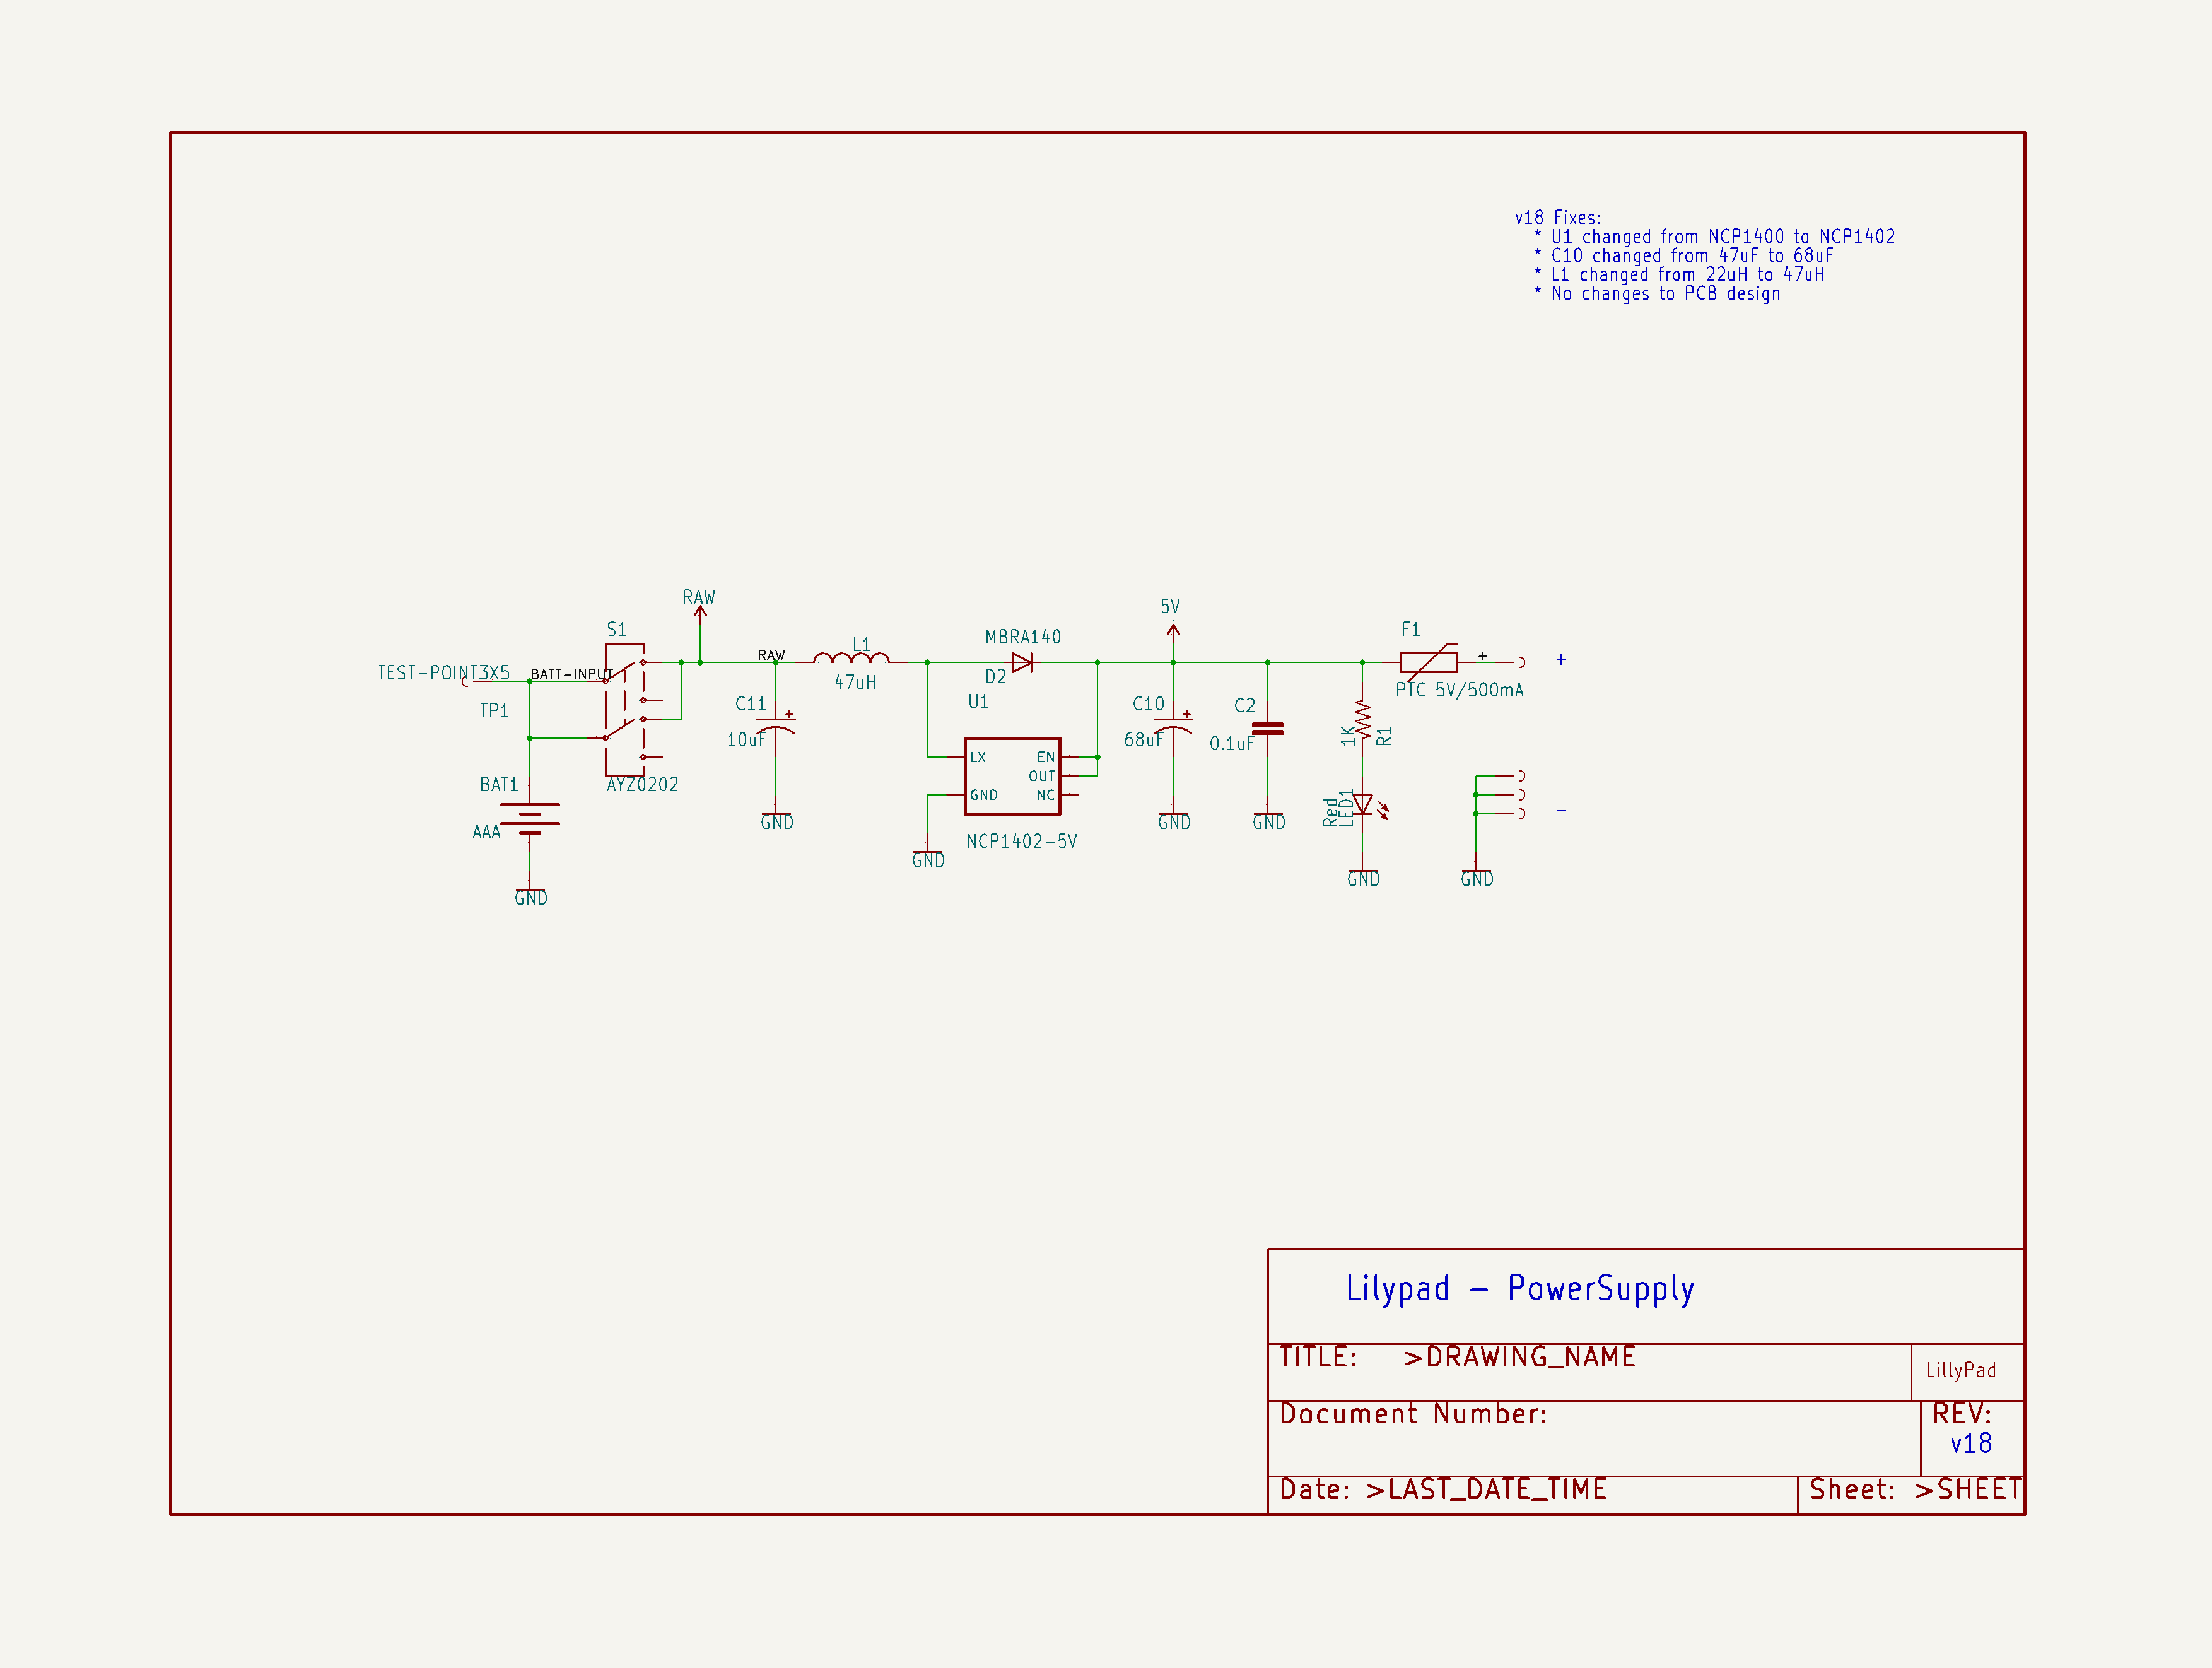 v18 Fixes:
* U1 changed from NCP1400 to NCP1402
* C10 changed from 47uF to 68uF
* L1 changed from 22uH to 47uH
* No changes to PCB design
RAW
5V
S1
F1
MBRA140
L1
RAW
+
+
TEST-POINT3X5
BATT-INPUT
D2
47uH
PTC 5V/500mA
TP1
U1
C11
+
C10
+
C2
10uF
68uF
0.1uF
1K
R1
LX
EN
OUT
GND
NC
BAT1
AYZ0202
AAA
Red
LED1
-
GND
GND
GND
NCP1402-5V
GND
GND
GND
GND
Lilypad - PowerSupply
TITLE: >DRAWING_NAME
LillyPad
Document Number:
REV:
v18
Date: >LAST_DATE_TIME
Sheet: >SHEET